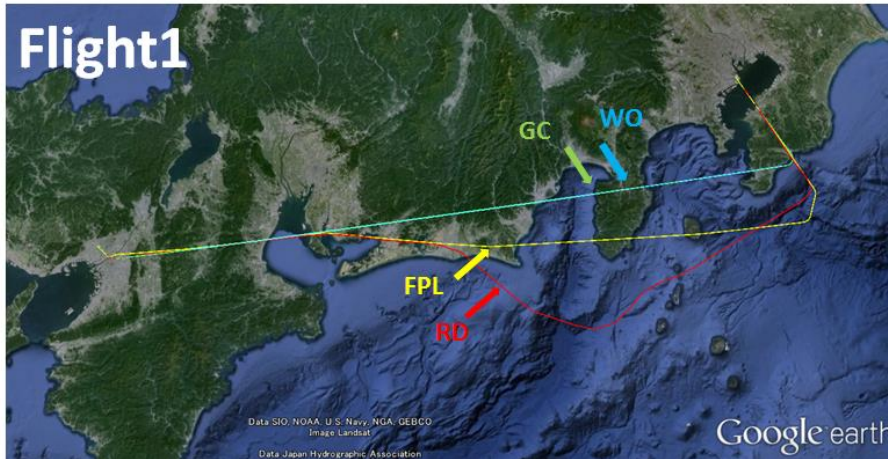 Flight1
GC
WO
FPL
RD
Data SIO, NOAA, U.S. Navy, NGA, GEBCO
Image Landsat
Data Japan Hydrographic Association
Google earth